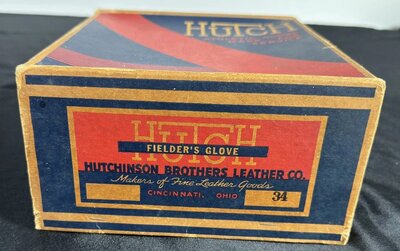 HUTCH
HUTCH
FIELDER'S GLOVE
HUTCHINSON BROTHERS LEATHER CO.
Makers of Fine Leather Goods
CINCINNATI, OHIO
34